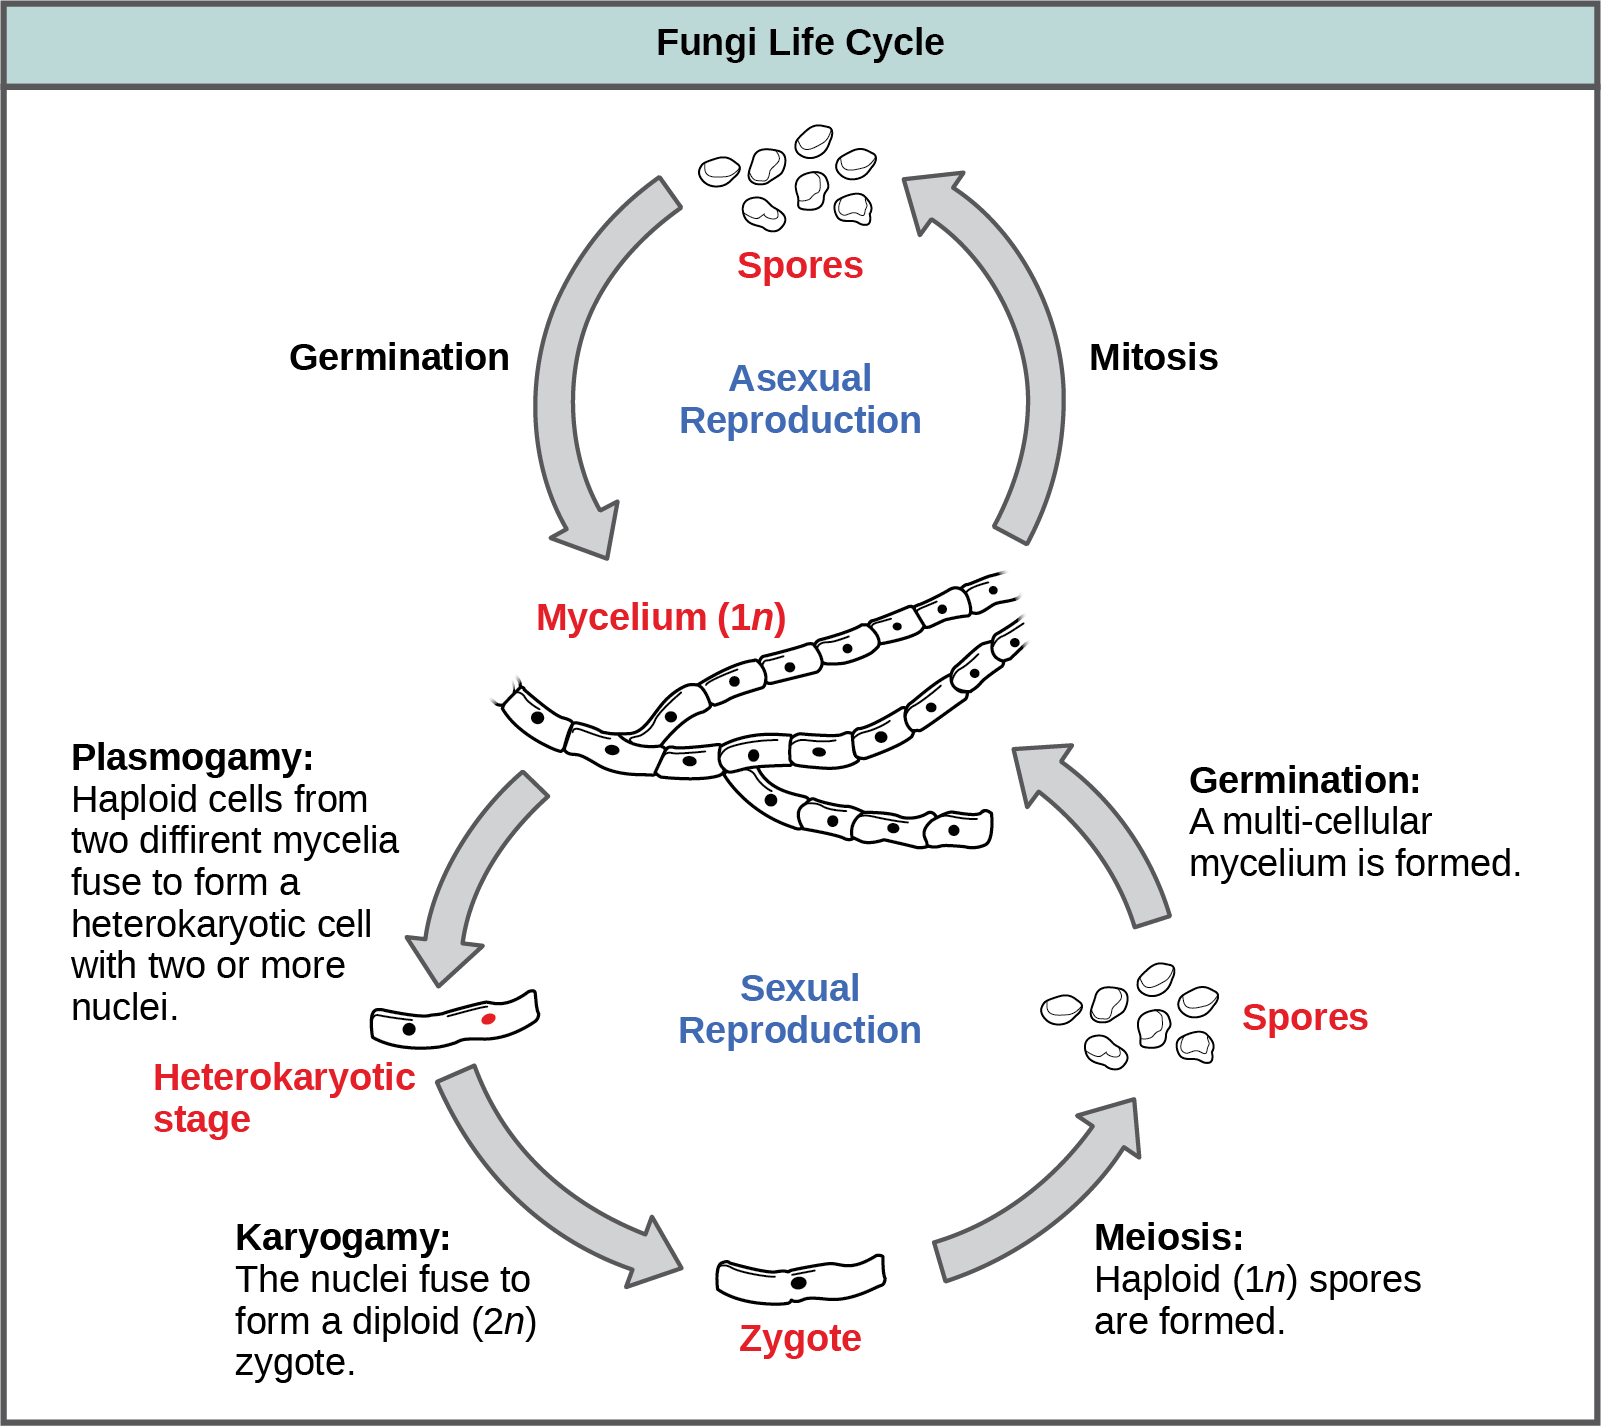 Fungi Life Cycle
Spores
Germination
Mitosis
Asexual
Reproduction
Mycelium (1n)
Plasmogamy:
Haploid cells from
two diffirent mycelia
fuse to form a
heterokaryotic cell
with two or more
nuclei.
Germination:
A multi-cellular
mycelium is formed.
Sexual
Reproduction
Spores
Heterokaryotic
stage
Karyogamy:
The nuclei fuse to
form a diploid (2n)
zygote.
Zygote
Meiosis:
Haploid (1n) spores
are formed.